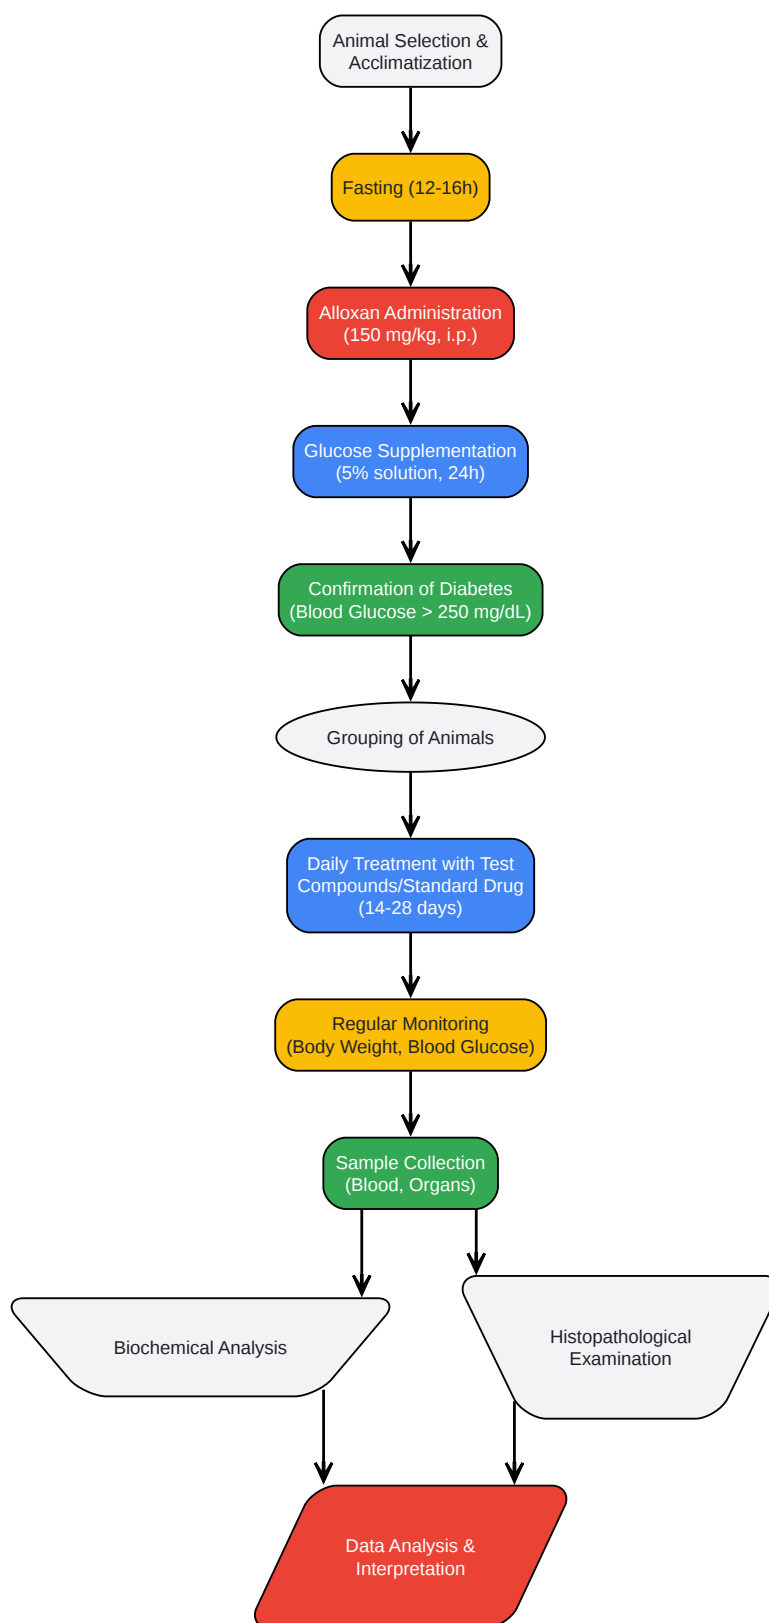 Animal Selection &
Acclimatization
Fasting (12-16h)
Alloxan Administration
(150 mg/kg, i.p.)
Glucose Supplementation
(5% solution, 24h)
Confirmation of Diabetes
(Blood Glucose > 250 mg/dL)
Grouping of Animals
Daily Treatment with Test
Compounds/Standard Drug
(14-28 days)
Regular Monitoring
(Body Weight, Blood Glucose)
Sample Collection
(Blood, Organs)
Biochemical Analysis
Histopathological
Examination
Data Analysis &
Interpretation